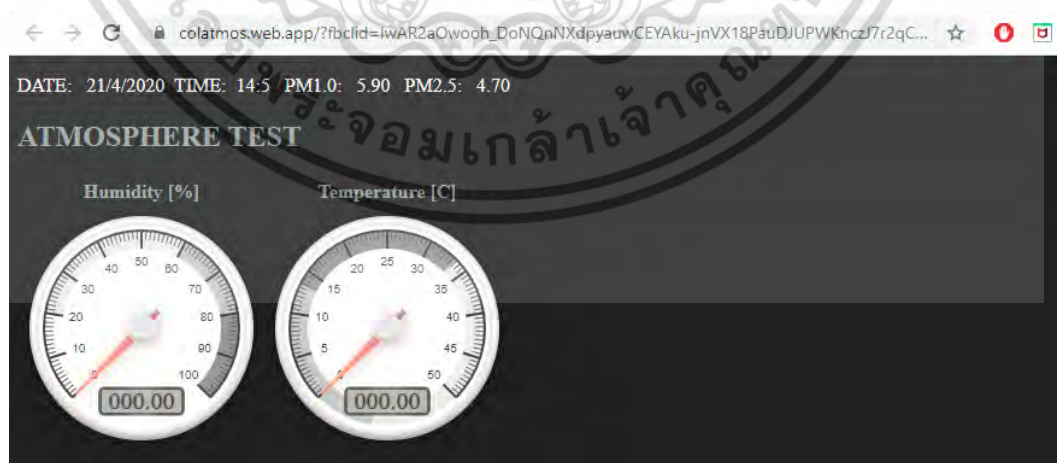 colatmos.web.app/?fbclid=IwAR2aOwooh_DoNQnNXdpyauwCEYAku-jnVX18PauDJUPWKnczJ7r2qC...
DATE: 21/4/2020 TIME: 14:5 PM1.0: 5.90 PM2.5: 4.70
พระจอมเกล้าเจ้าคุณ
ATMOSPHERE TEST
Humidity [%] Temperature [C]
0 10 20 30 40 50 60 70 80 90 100
000.00
0 5 10 15 20 25 30 35 40 45 50
000.00